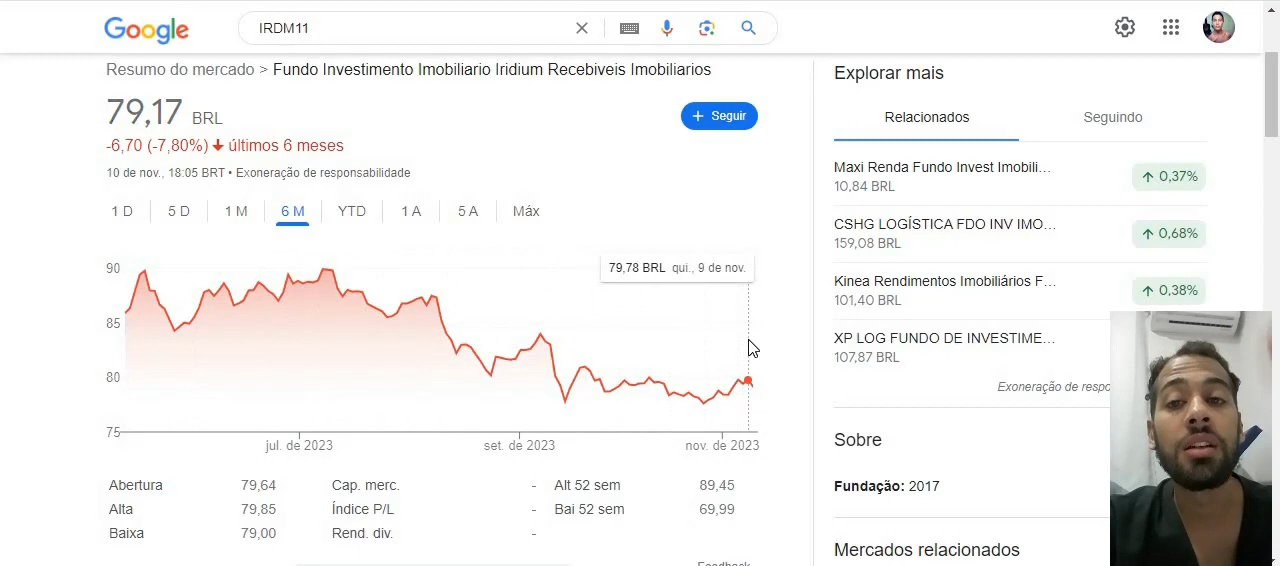 Google
IRDM11
Resumo do mercado > Fundo Investimento Imobiliario Iridium Recebiveis Imobiliarios
79,17 BRL
+ Seguir
-6,70 (-7,80%) últimos 6 meses
10 de nov., 18:05 BRT • Exoneração de responsabilidade
1 D
5 D
1 M
6 M
YTD
1 A
5 A
Máx
79,78 BRL qui., 9 de nov.
90
85
80
75
jul. de 2023
set. de 2023
nov. de 2023
Abertura 79,64
Cap. merc. -
Alt 52 sem 89,45
Alta 79,85
Índice P/L -
Bai 52 sem 69,99
Baixa 79,00
Rend. div. -
Feedback
Explorar mais
Relacionados
Seguindo
Maxi Renda Fundo Invest Imobili...
10,84 BRL
0,37%
CSHG LOGÍSTICA FDO INV IMO...
159,08 BRL
0,68%
Kinea Rendimentos Imobiliários F...
101,40 BRL
0,38%
XP LOG FUNDO DE INVESTIME...
107,87 BRL
Exoneração de respo
Sobre
Fundação: 2017
Mercados relacionados